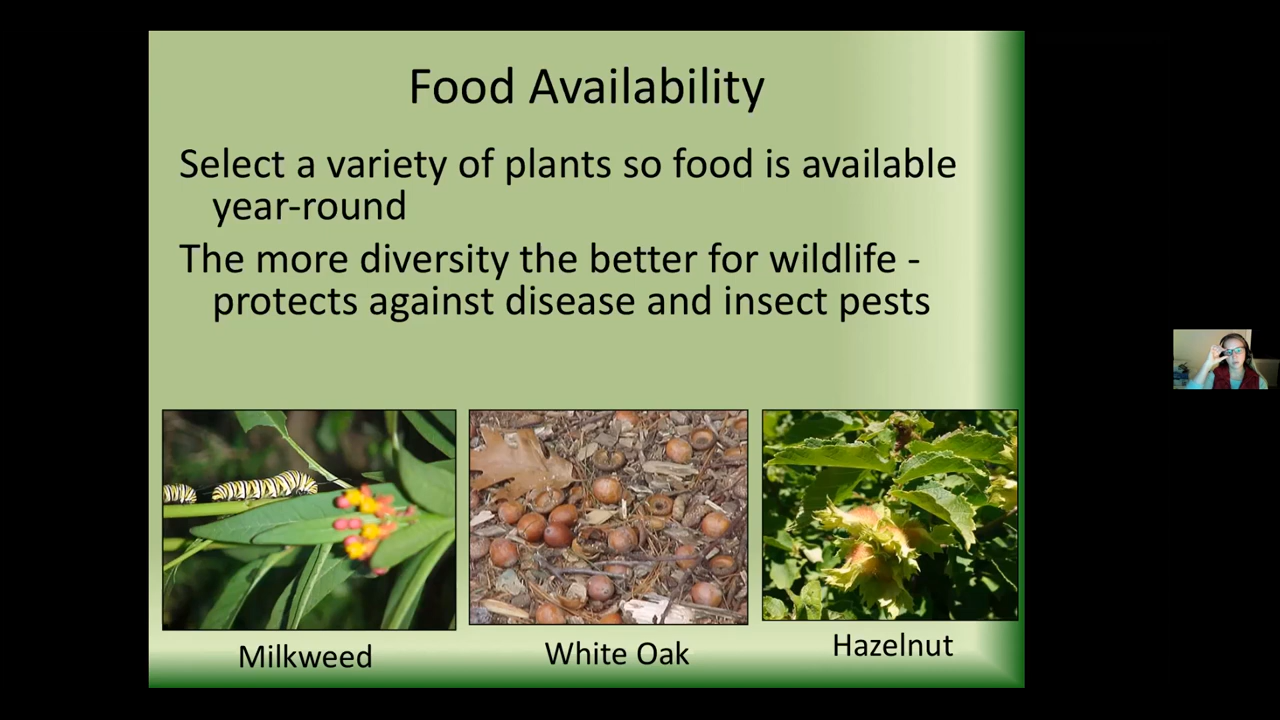 Food Availability
Select a variety of plants so food is available
year-round
The more diversity the better for wildlife -
protects against disease and insect pests
Milkweed
White Oak
Hazelnut